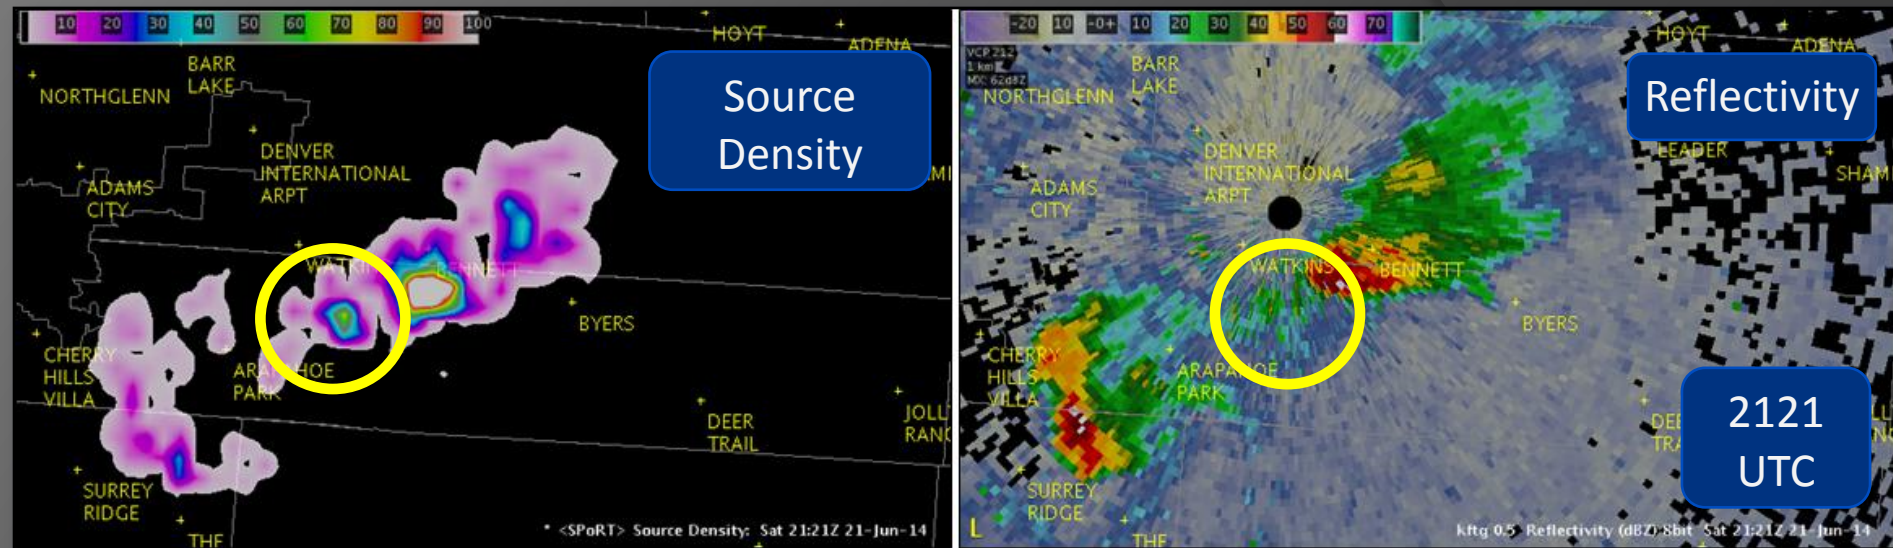 10 20 30 40 50 60 70 80 90 100
HOYT
ADENA
BARR
LAKE
NORTHGLENN
Source
Density
DENVER
INTERNATIONAL
ARPT
ADAMS
CITY
BENNETT
BYERS
CHERRY
HILLS
VILLA
PARK
DEER
TRAIL
SURREY
RIDGE
THE
* <SPoRT> Source Density: Sat 21:21Z 21-Jun-14
-20 10 -0+ 10 20 30 40 50 60 70
VCP 212
1 km
HOYT
ADENA
BARR
LAKE
NORTHGLENN
Reflectivity
DENVER
INTERNATIONAL
ARPT
LEADER
SHAM
ADAMS
CITY
WATKINS
BENNETT
BYERS
CHERRY
HILLS
VILLA
ARAPAHOE
PARK
2121
UTC
SURREY
RIDGE
L
THE
kftg 0.5 Reflectivity (dBZ) 8bit Sat 21:21Z 21-Jun-14